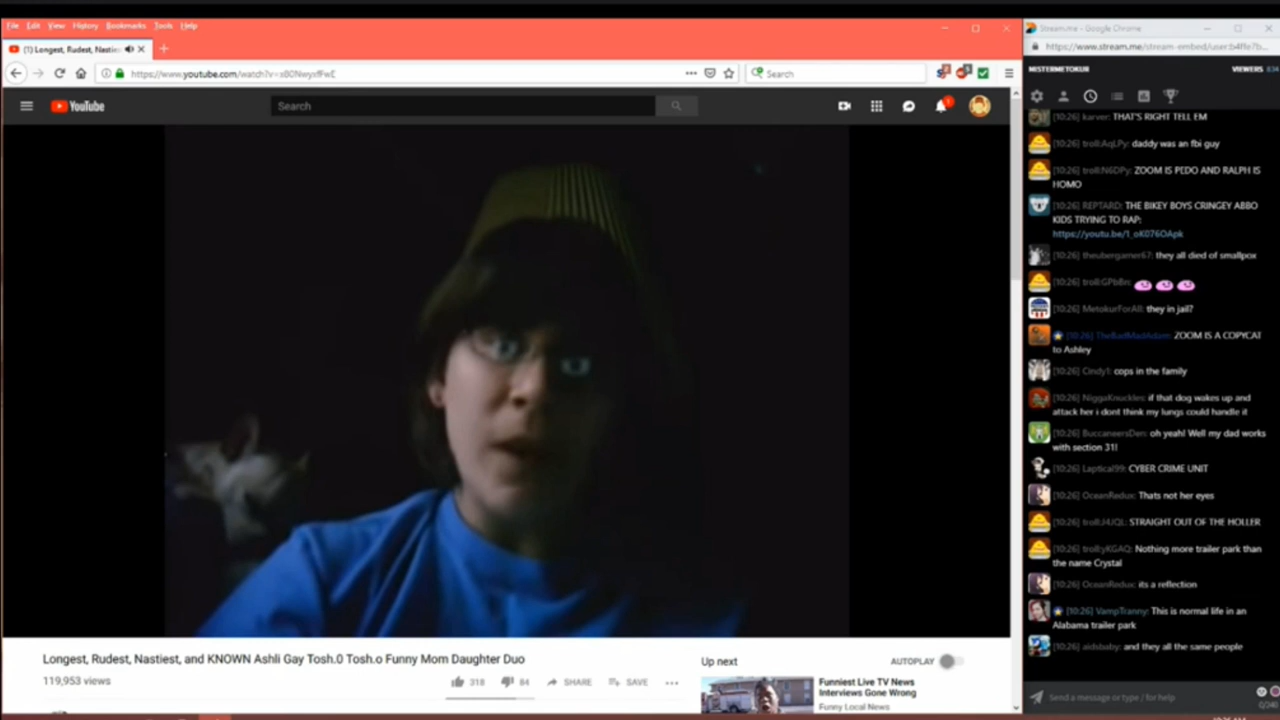 File Edit View History Bookmarks Tools Help
(1) Longest, Rudest, Nasties
https://www.youtube.com/watch?v=
Search
YouTube
Search
Longest, Rudest, Nastiest, and KNOWN Ashli Gay Tosh.0 Tosh.o Funny Mom Daughter Duo
119,953 views
318
84
SHARE
SAVE
Up next
AUTOPLAY
Funniest Live TV News
Interviews Gone Wrong
Funny Local News
Stream.me - Google Chrome
https://www.stream.me/stream-embed/user:b4ffe7b...
MISTERMETOKUR
VIEWERS 834
[10:26] karver: THAT'S RIGHT TELL EM
[10:26] troll:AqLPy: daddy was an fbi guy
[10:26] troll:N6DPy: ZOOM IS PEDO AND RALPH IS
HOMO
[10:26] REPTARD: THE BIKEY BOYS CRINGEY ABBO
KIDS TRYING TO RAP:
https://youtu.be/1_oK076OApk
[10:26] theubergamer67: they all died of smallpox
[10:26] troll:GPbBn:
[10:26] MetokurForAll: they in jail?
[10:26] TheBadMadAdam: ZOOM IS A COPYCAT
to Ashley
[10:26] Cindy1: cops in the family
[10:26] NiggaKnuckles: if that dog wakes up and
attack her i dont think my lungs could handle it
[10:26] BuccaneersDen: oh yeah! Well my dad works
with section 31!
[10:26] Laptical99: CYBER CRIME UNIT
[10:26] OceanRedux: Thats not her eyes
[10:26] troll:J4JQL: STRAIGHT OUT OF THE HOLLER
[10:26] troll:yKGAQ: Nothing more trailer park than
the name Crystal
[10:26] OceanRedux: its a reflection
[10:26] VampTranny: This is normal life in an
Alabama trailer park
[10:26] aidsbaby: and they all the same people
Send a message or type / for help
0/240